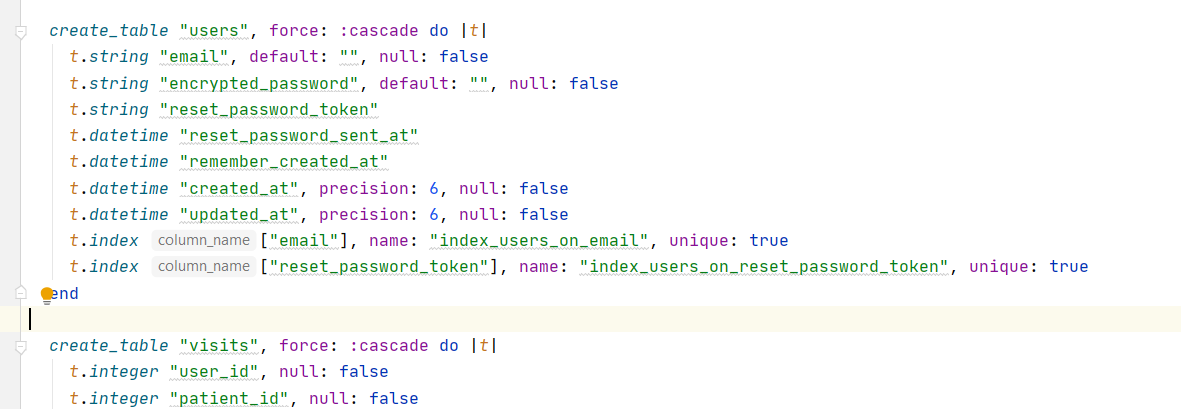 create_table "users", force: :cascade do |t|
t.string "email", default: "", null: false
t.string "encrypted_password", default: "", null: false
t.string "reset_password_token"
t.datetime "reset_password_sent_at"
t.datetime "remember_created_at"
t.datetime "created_at", precision: 6, null: false
t.datetime "updated_at", precision: 6, null: false
t.index column_name ["email"], name: "index_users_on_email", unique: true
t.index column_name ["reset_password_token"], name: "index_users_on_reset_password_token", unique: true
end
create_table "visits", force: :cascade do |t|
t.integer "user_id", null: false
t.integer "patient_id", null: false